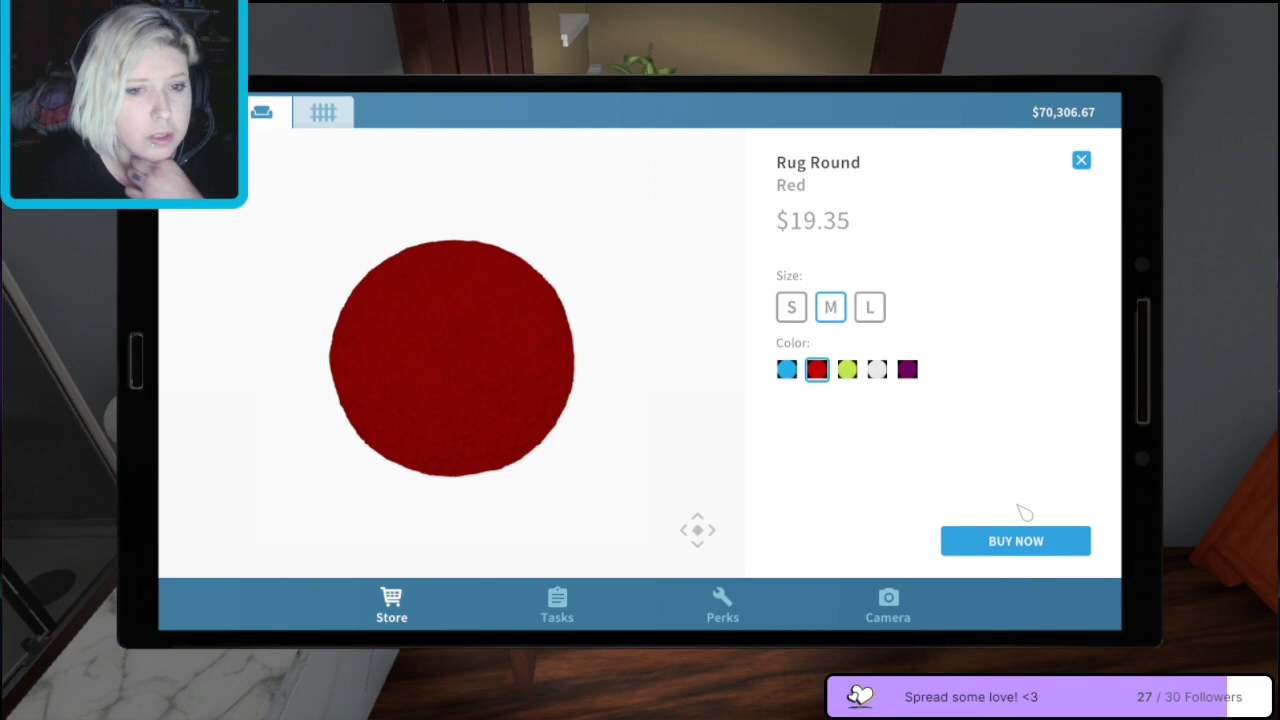 $70,306.67
Rug Round
Red
$19.35
Size:
S M L
Color:
BUY NOW
Store Tasks Perks Camera
Spread some love! <3 27 / 30 Followers